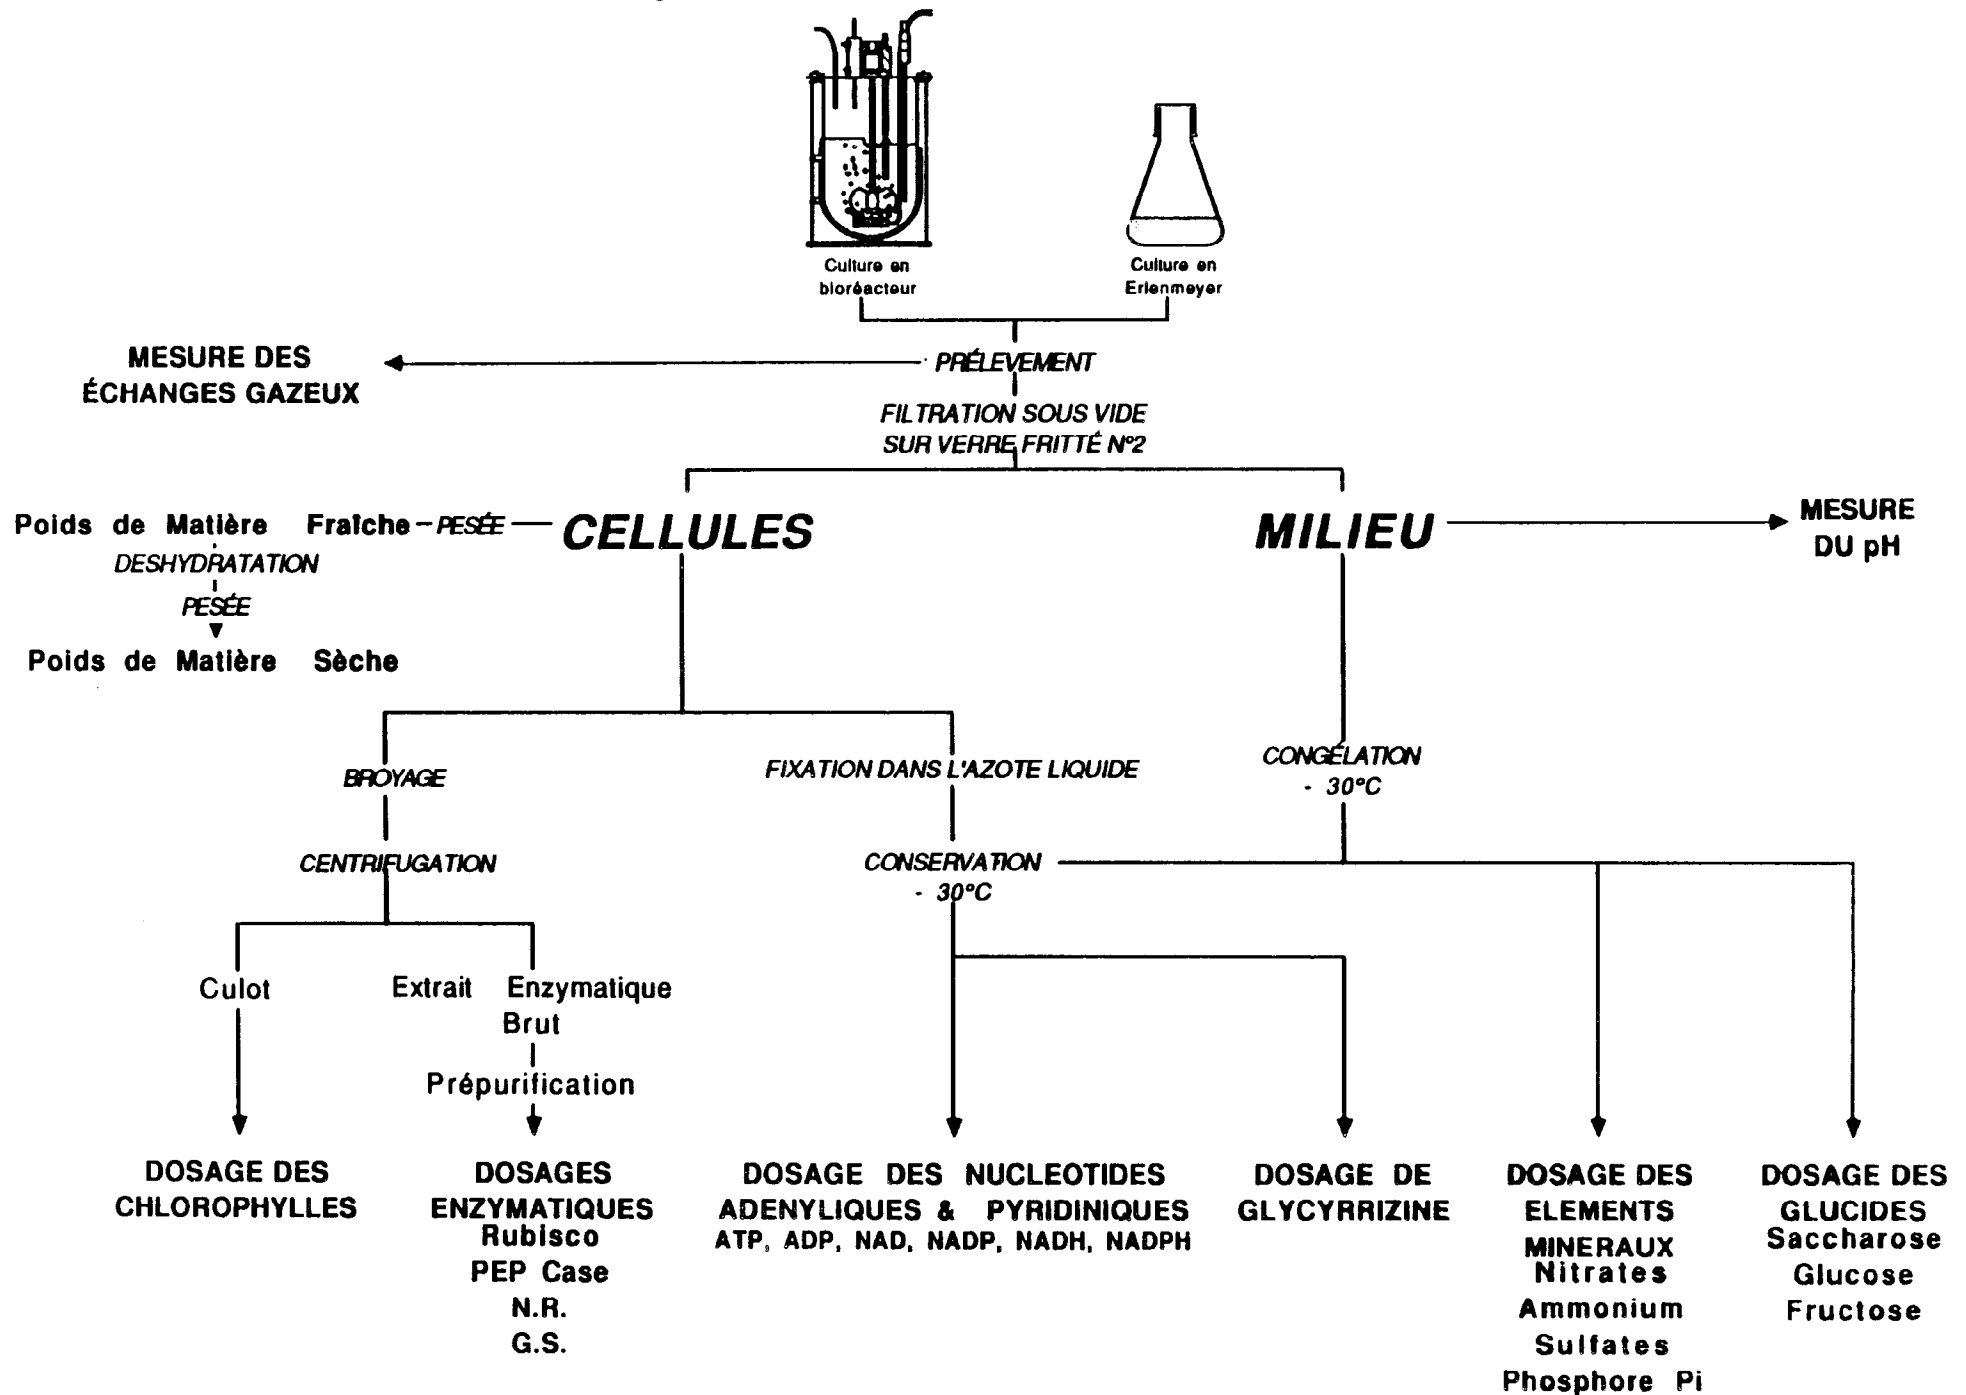 Culture en
bioréacteur
Culture en
Erlenmeyer
MESURE DES
ÉCHANGES GAZEUX
PRÉLEVEMENT
FILTRATION SOUS VIDE
SUR VERRE FRITTÉ N°2
Poids de Matière Fraîche - PESÉE
CELLULES
MILIEU
MESURE
DU pH
DESHYDRATATION
PESÉE
Poids de Matière Sèche
BROYAGE
FIXATION DANS L'AZOTE LIQUIDE
CONGÉLATION
- 30°C
CENTRIFUGATION
CONSERVATION
- 30°C
Culot
Extrait Enzymatique
Brut
Prépurification
DOSAGE DES
CHLOROPHYLLES
DOSAGES
ENZYMATIQUES
Rubisco
PEP Case
N.R.
G.S.
DOSAGE DES NUCLEOTIDES
ADENYLIQUES & PYRIDINIQUES
ATP, ADP, NAD, NADP, NADH, NADPH
DOSAGE DE
GLYCYRRIZINE
DOSAGE DES
ELEMENTS
MINERAUX
Nitrates
Ammonium
Sulfates
Phosphore Pi
DOSAGE DES
GLUCIDES
Saccharose
Glucose
Fructose